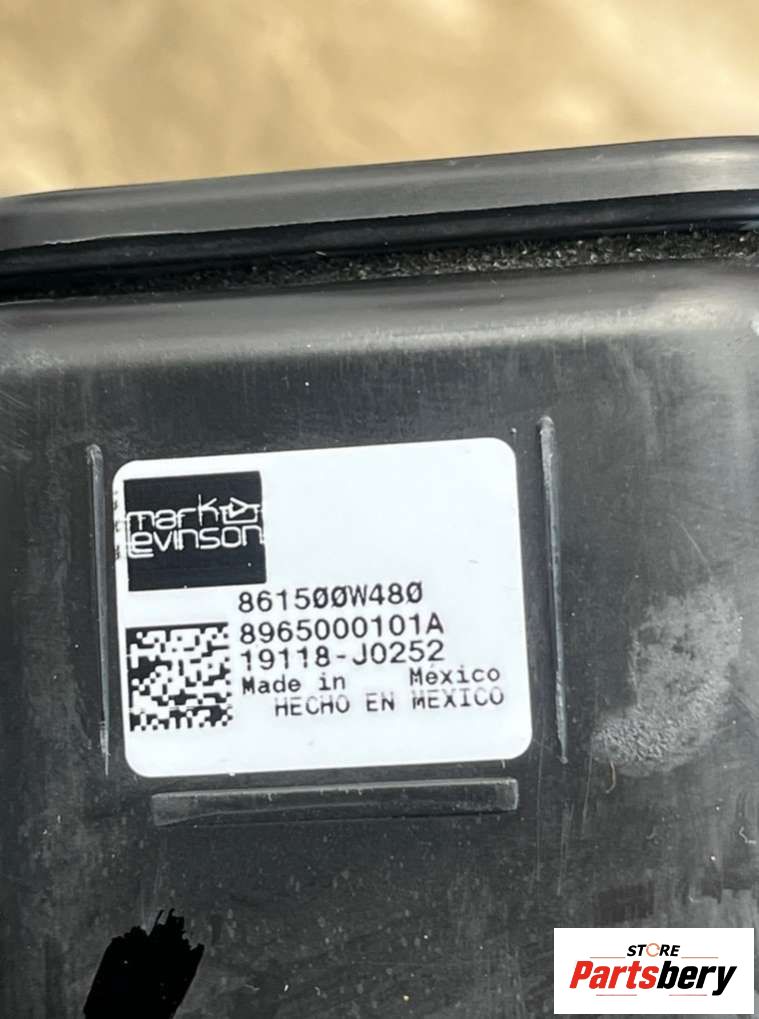 mark
Levinson
86150ØW48Ø
8965000101A
19118-J0252
Made in México
HECHO EN MEXICO
STORE
Partsbery